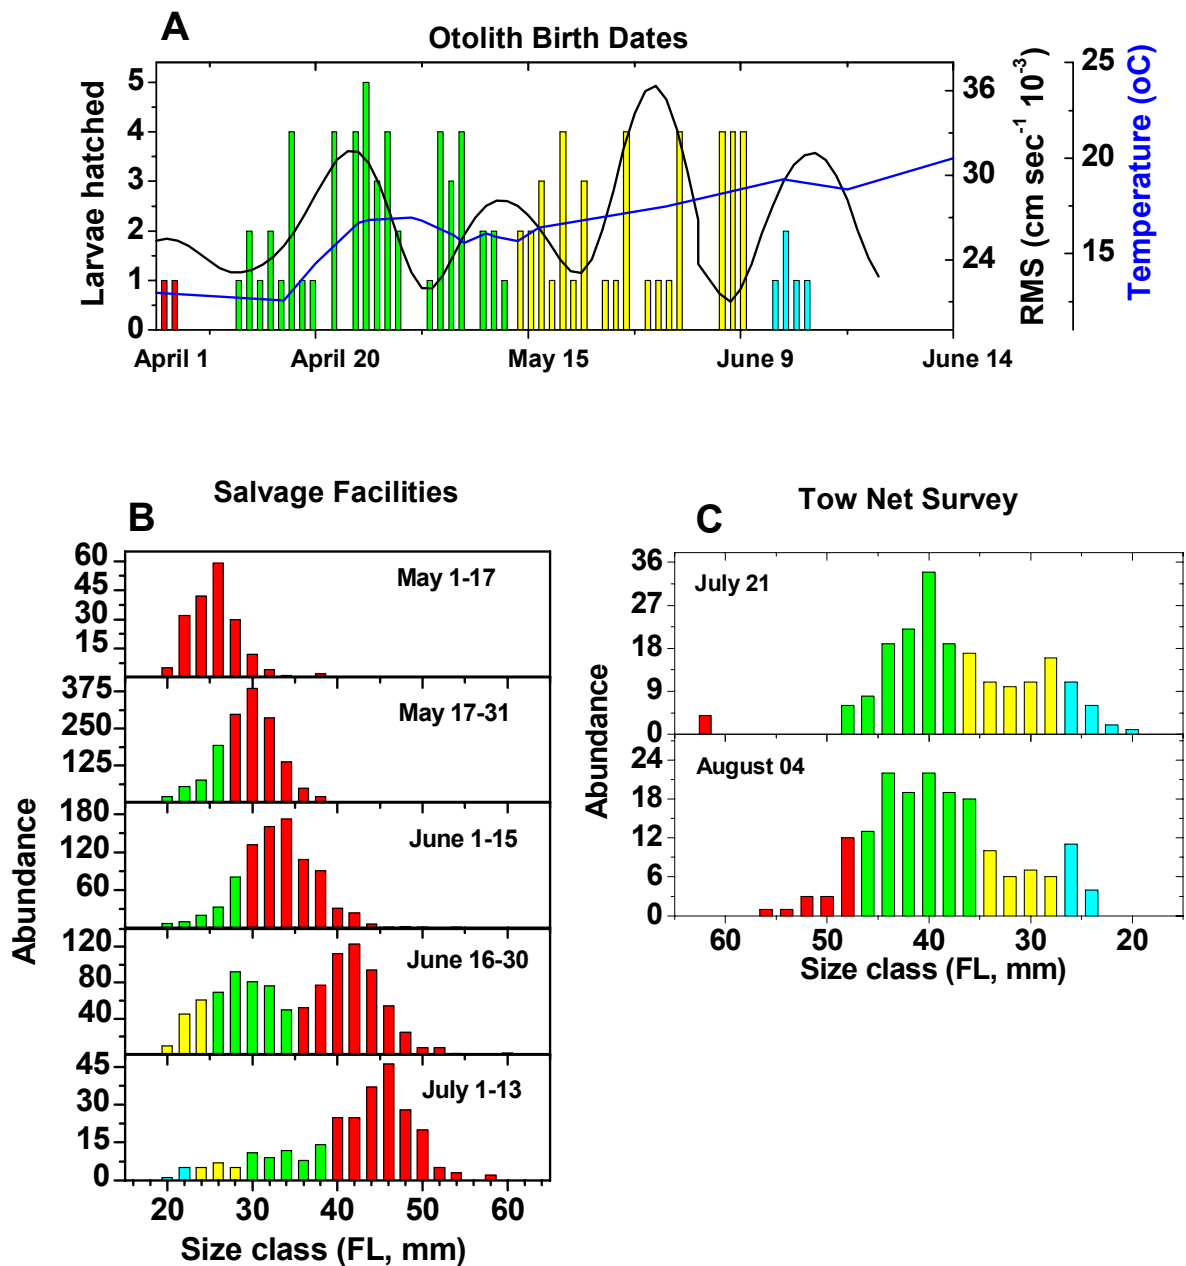 A
Otolith Birth Dates
Larvae hatched
5
4
3
2
1
0
April 1
April 20
May 15
June 9
June 14
36
30
24
RMS (cm sec⁻¹ 10⁻³)
25
20
15
Temperature (oC)
Salvage Facilities
B
Abundance
60
45
30
15
May 1-17
375
250
125
May 17-31
180
120
60
June 1-15
120
80
40
June 16-30
45
30
15
0
July 1-13
20 30 40 50 60
Size class (FL, mm)
Tow Net Survey
C
Abundance
36
27
18
9
0
July 21
24
18
12
6
0
August 04
60 50 40 30 20
Size class (FL, mm)